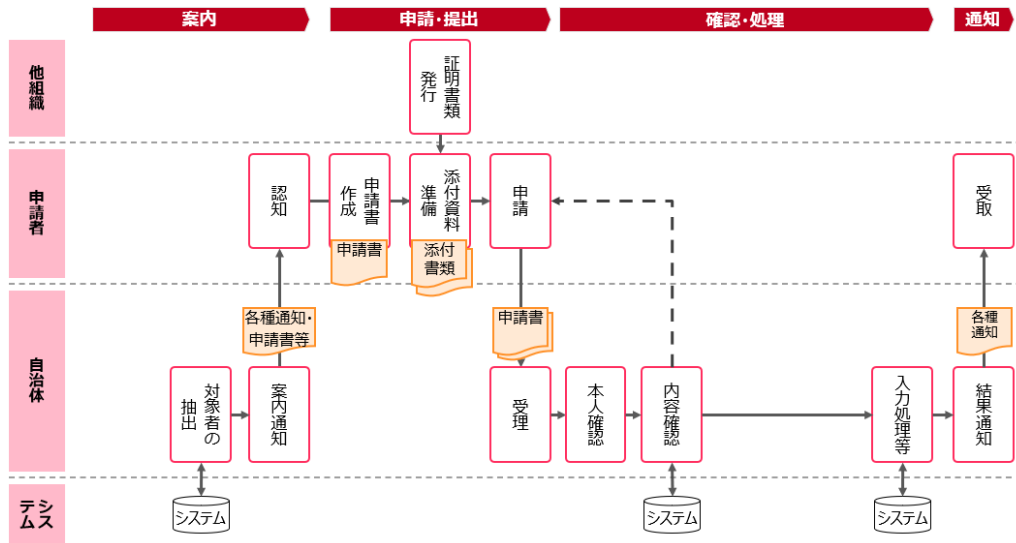 案内
申請・提出
確認・処理
通知
他組織
証明書類
発行
申請者
認知
申請書
作成
添付資料
準備
申請
受取
申請書
添付
書類
自治体
各種通知・
申請書等
申請書
各種
通知
対象者の
抽出
案内通知
受理
本人確認
内容確認
入力処理等
結果通知
シス
テム
システム
システム
システム